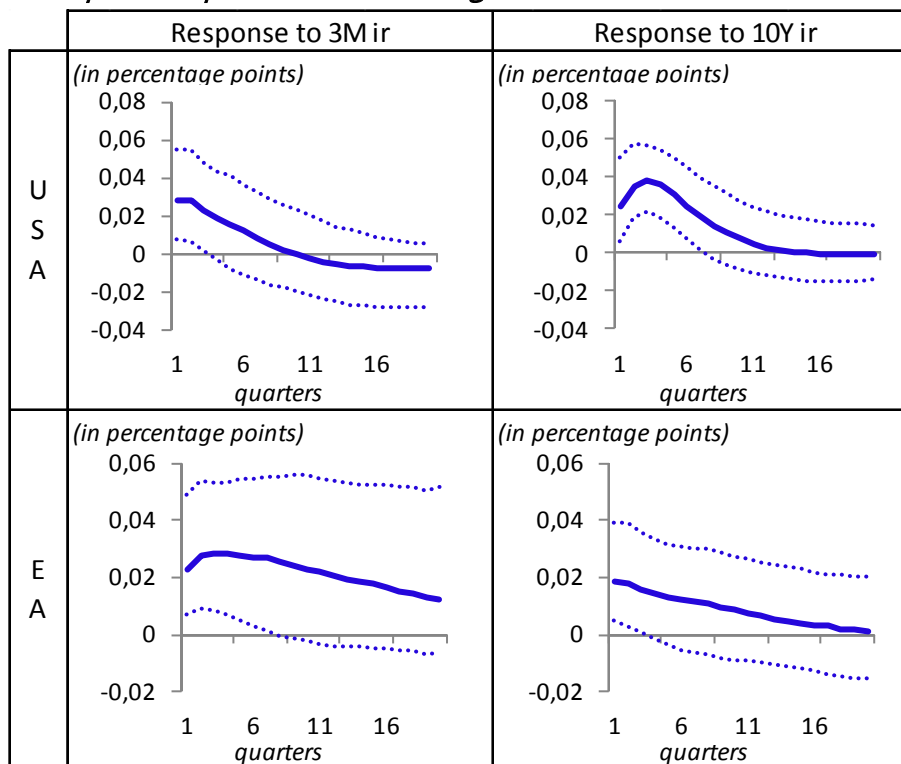 Response to 3M ir
Response to 10Y ir
U
S
A
(in percentage points)
0,08
0,06
0,04
0,02
0
-0,02
-0,04
1 6 11 16
quarters
(in percentage points)
0,08
0,06
0,04
0,02
0
-0,02
-0,04
1 6 11 16
quarters
E
A
(in percentage points)
0,06
0,04
0,02
0
-0,02
1 6 11 16
quarters
(in percentage points)
0,06
0,04
0,02
0
-0,02
1 6 11 16
quarters